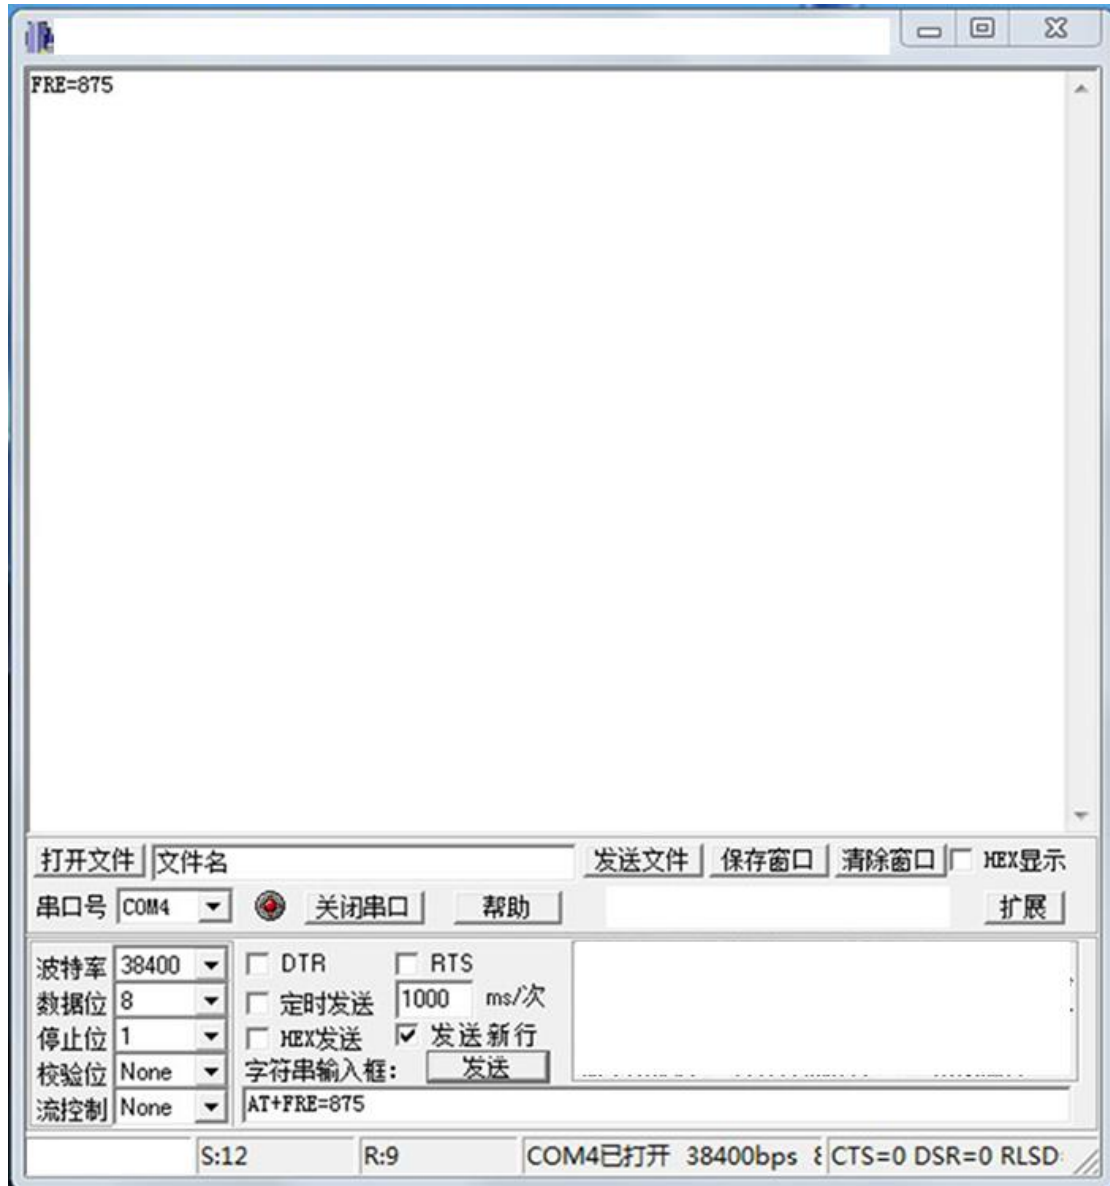 FRE=875
打开文件 文件名 发送文件 保存窗口 清除窗口 HEX显示
串口号 COM4 关闭串口 帮助 扩展
波特率 38400 DTR RTS
数据位 8 定时发送 1000 ms/次
停止位 1 HEX发送 发送新行
校验位 None 字符串输入框: 发送
流控制 None AT+FRE=875
S:12 R:9 COM4已打开 38400bps CTS=0 DSR=0 RLSD